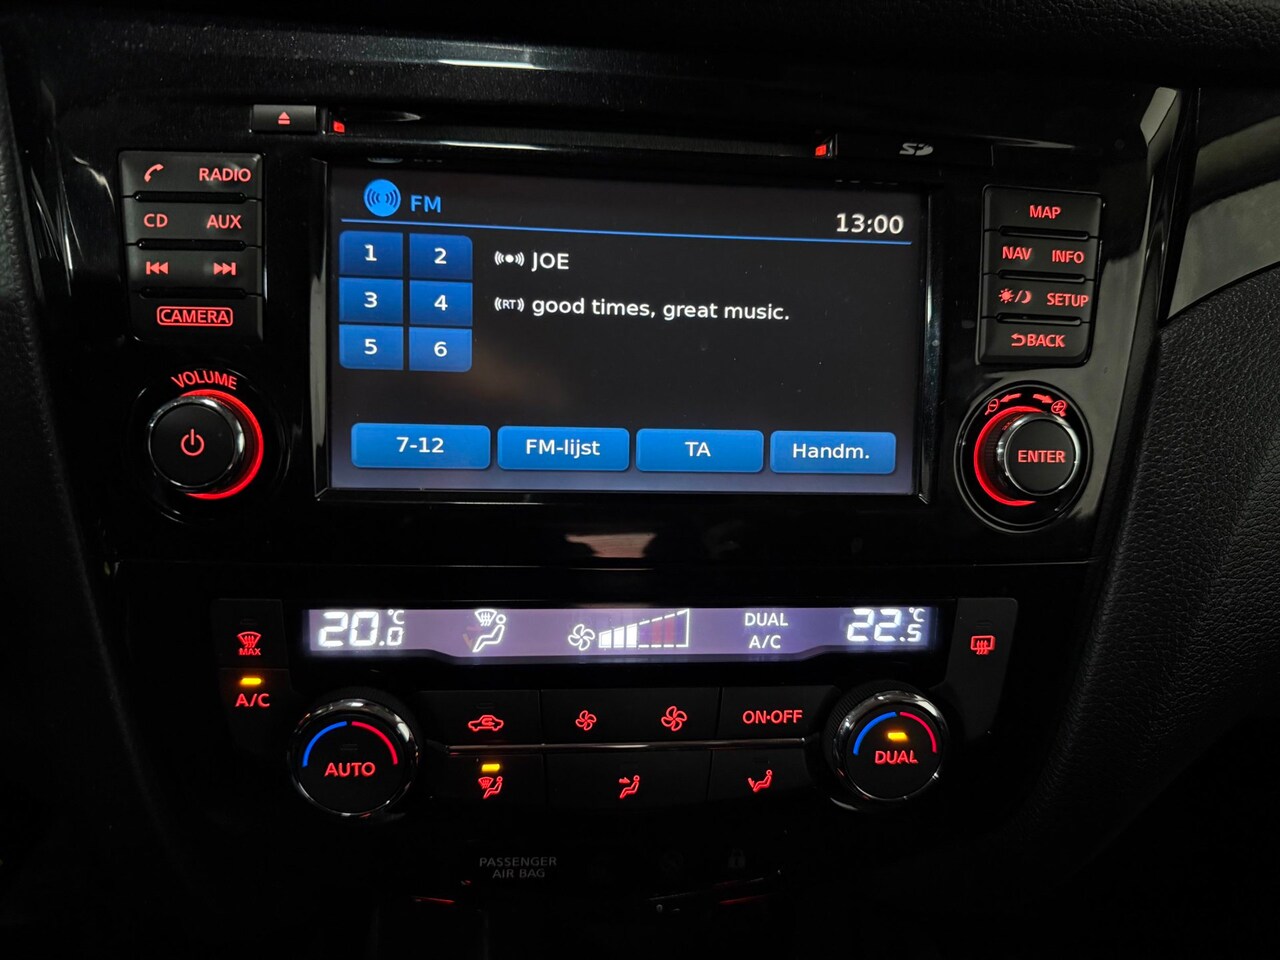 SD
RADIO
CD AUX
CAMERA
VOLUME
FM
13:00
1 2
3 4
5 6
JOE
(RT) good times, great music.
7-12 FM-lijst TA Handm.
MAP
NAV INFO
SETUP
BACK
ENTER
20.0 °C
DUAL
A/C
22.5 °C
MAX
A/C
AUTO
ON·OFF
DUAL
PASSENGER
AIR BAG